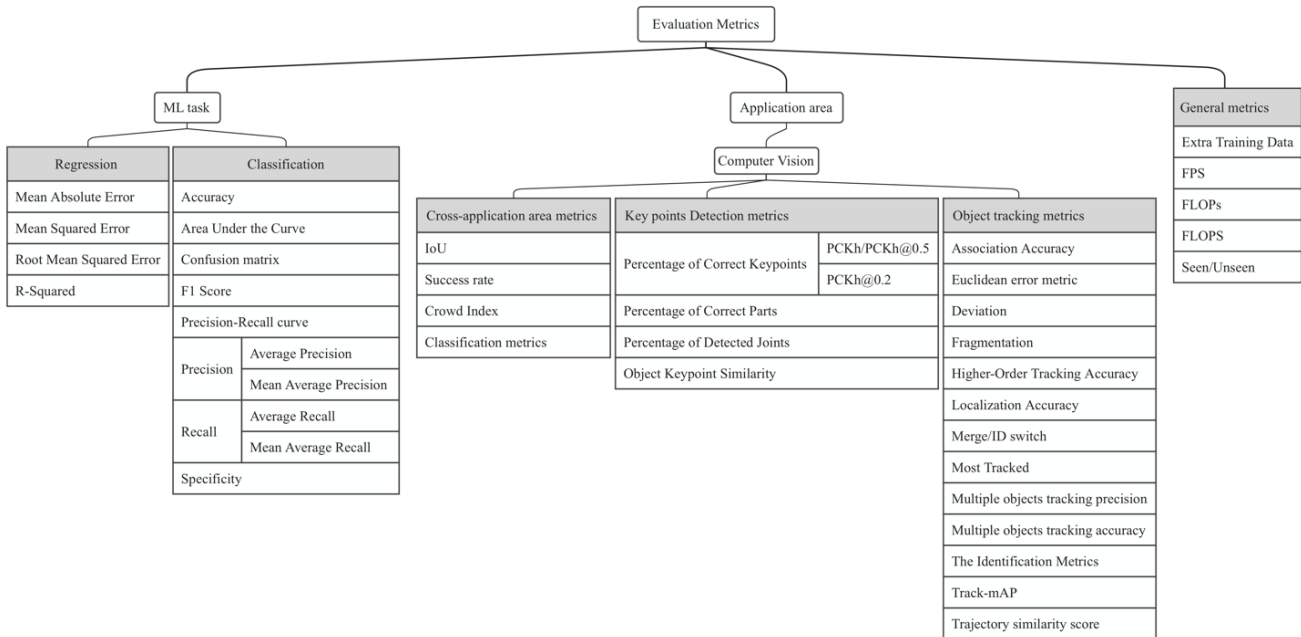 Evaluation Metrics
ML task
Application area
General metrics
Extra Training Data
FPS
FLOPs
FLOPS
Seen/Unseen
Regression
Mean Absolute Error
Mean Squared Error
Root Mean Squared Error
R-Squared
Classification
Accuracy
Area Under the Curve
Confusion matrix
F1 Score
Precision-Recall curve
Precision
Average Precision
Mean Average Precision
Recall
Average Recall
Mean Average Recall
Specificity
Computer Vision
Cross-application area metrics
IoU
Success rate
Crowd Index
Classification metrics
Key points Detection metrics
Percentage of Correct Keypoints
PCKh/PCKh@0.5
PCKh@0.2
Percentage of Correct Parts
Percentage of Detected Joints
Object Keypoint Similarity
Object tracking metrics
Association Accuracy
Euclidean error metric
Deviation
Fragmentation
Higher-Order Tracking Accuracy
Localization Accuracy
Merge/ID switch
Most Tracked
Multiple objects tracking precision
Multiple objects tracking accuracy
The Identification Metrics
Track-mAP
Trajectory similarity score